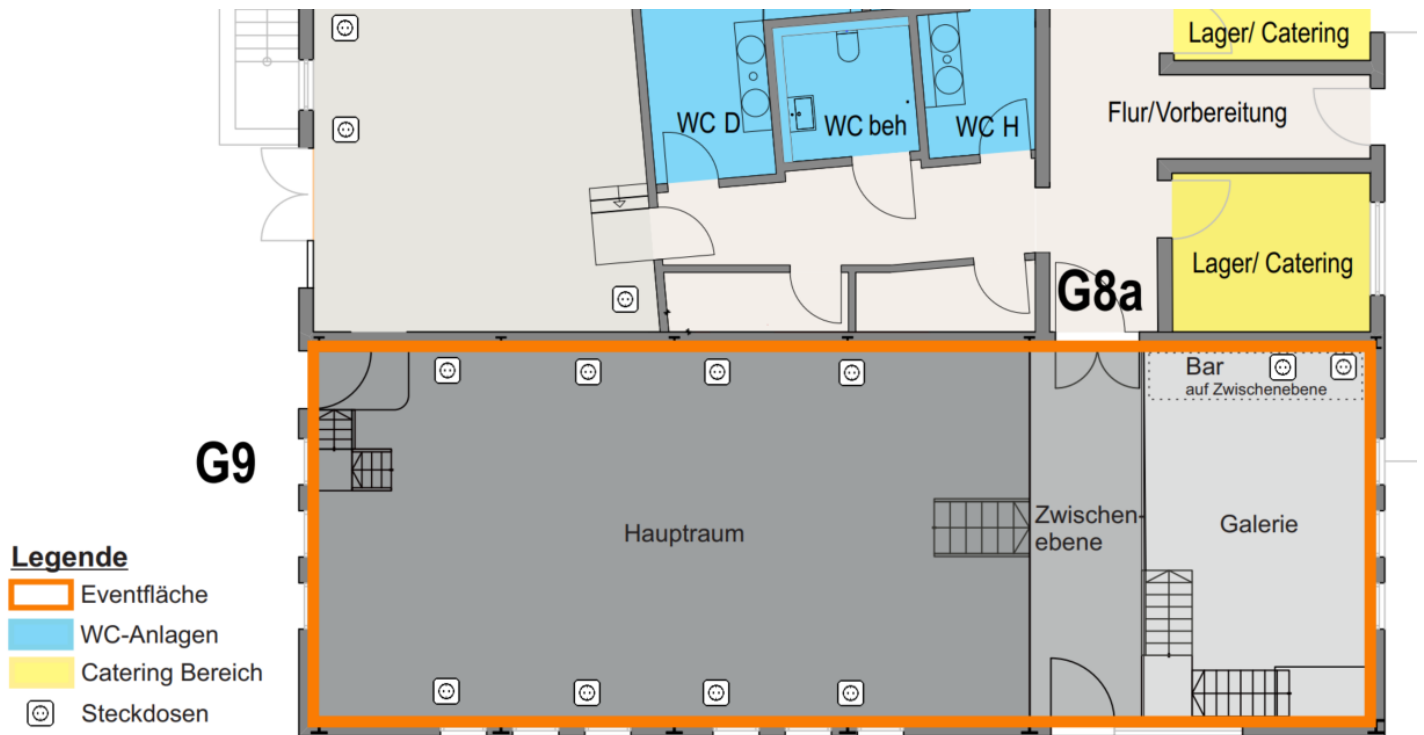 Lager/ Catering
Flur/Vorbereitung
WC D
WC beh
WC H
Lager/ Catering
G8a
Bar
auf Zwischenebene
G9
Hauptraum
Zwischen-
ebene
Galerie
Legende
Eventfläche
WC-Anlagen
Catering Bereich
Steckdosen